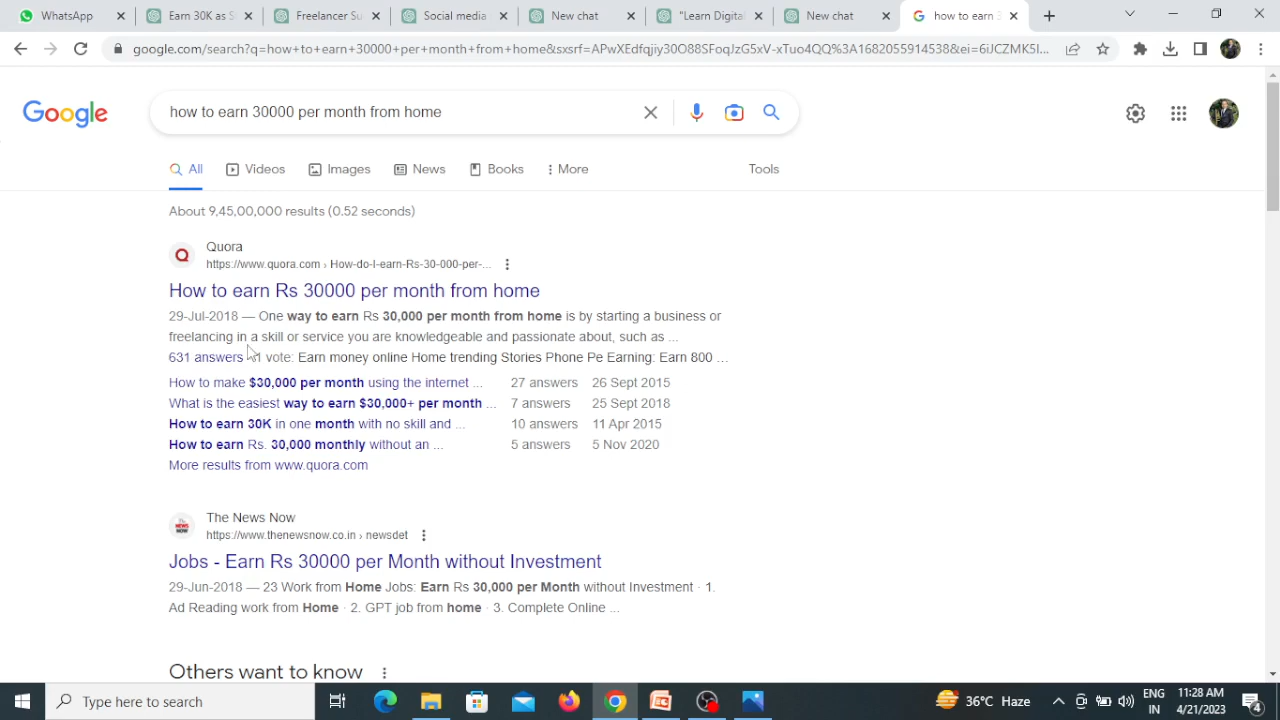 WhatsApp
Earn 30K as S
Freelancer Su
Social media
New chat
"Learn Digita
New chat
how to earn 3
google.com/search?q=how+to+earn+30000+per+month+from+home&sxsrf=APwXEdfqjiy30O88SFoqJzG5xV-xTuo4QQ%3A1682055914538&ei=6iJCZMK5I...
Google
how to earn 30000 per month from home
All
Videos
Images
News
Books
More
Tools
About 9,45,00,000 results (0.52 seconds)
Quora
https://www.quora.com › How-do-I-earn-Rs-30-000-per-...
How to earn Rs 30000 per month from home
29-Jul-2018 — One way to earn Rs 30,000 per month from home is by starting a business or
freelancing in a skill or service you are knowledgeable and passionate about, such as ...
631 answers · 1 vote: Earn money online Home trending Stories Phone Pe Earning: Earn 800 ...
How to make $30,000 per month using the internet ... 27 answers 26 Sept 2015
What is the easiest way to earn $30,000+ per month ... 7 answers 25 Sept 2018
How to earn 30K in one month with no skill and ... 10 answers 11 Apr 2015
How to earn Rs. 30,000 monthly without an ... 5 answers 5 Nov 2020
More results from www.quora.com
The News Now
https://www.thenewsnow.co.in › newsdet
Jobs - Earn Rs 30000 per Month without Investment
29-Jun-2018 — 23 Work from Home Jobs: Earn Rs 30,000 per Month without Investment · 1.
Ad Reading work from Home · 2. GPT job from home · 3. Complete Online ...
Others want to know
Type here to search
36°C Haze
ENG
IN
11:28 AM
4/21/2023
4